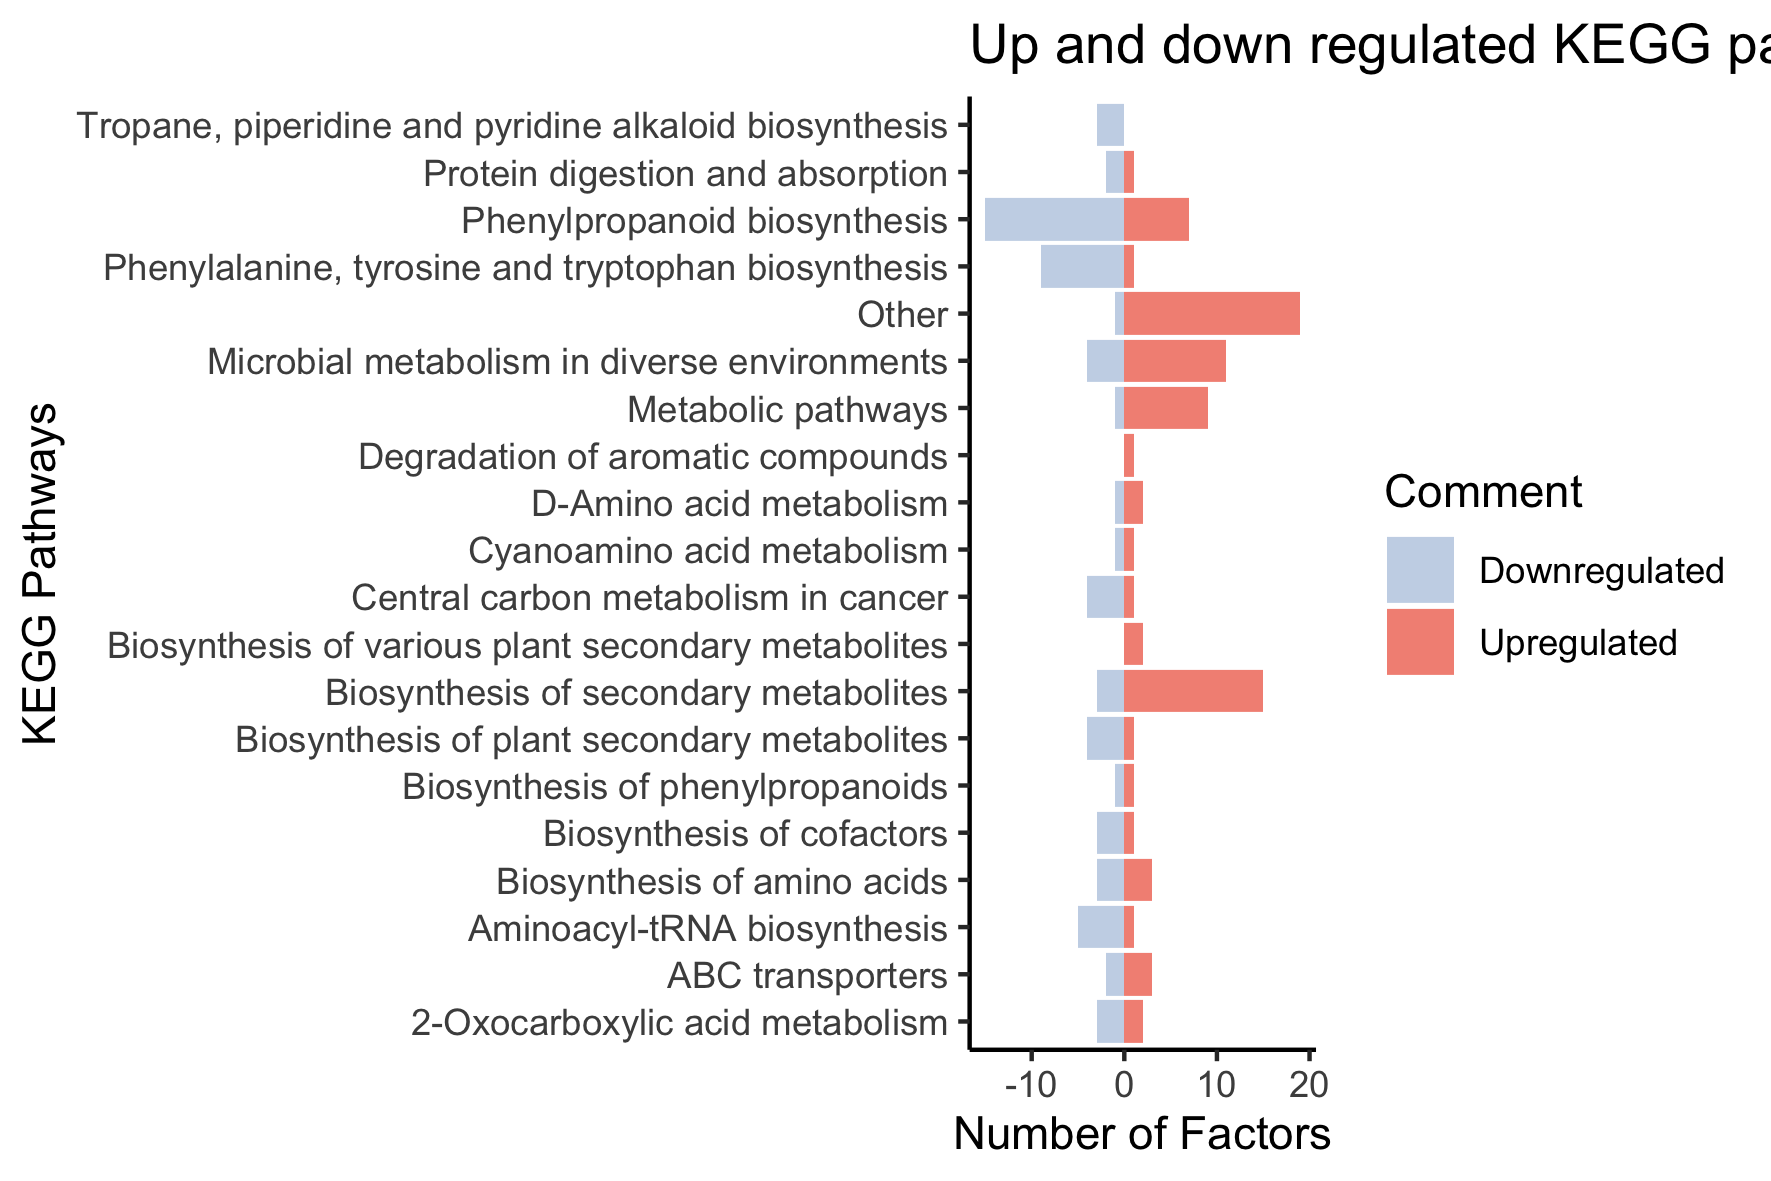 Up and down regulated KEGG pa
Tropane, piperidine and pyridine alkaloid biosynthesis
Protein digestion and absorption
Phenylpropanoid biosynthesis
Phenylalanine, tyrosine and tryptophan biosynthesis
Other
Microbial metabolism in diverse environments
Metabolic pathways
Degradation of aromatic compounds
D-Amino acid metabolism
Cyanoamino acid metabolism
Central carbon metabolism in cancer
Biosynthesis of various plant secondary metabolites
Biosynthesis of secondary metabolites
Biosynthesis of plant secondary metabolites
Biosynthesis of phenylpropanoids
Biosynthesis of cofactors
Biosynthesis of amino acids
Aminoacyl-tRNA biosynthesis
ABC transporters
2-Oxocarboxylic acid metabolism
KEGG Pathways
-10 0 10 20
Number of Factors
Comment
Downregulated
Upregulated